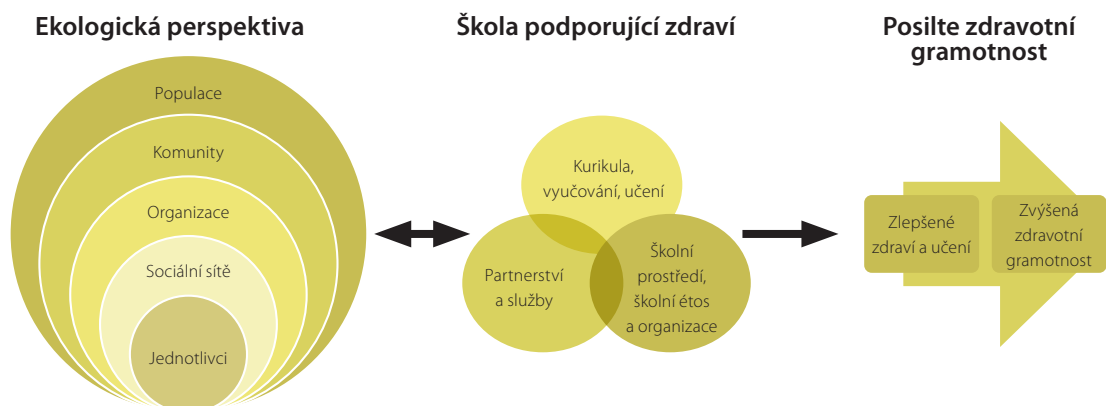 Ekologická perspektiva
Populace
Komunity
Organizace
Sociální sítě
Jednotlivci
Škola podporující zdraví
Kurikula,
vyučování, učení
Partnerství
a služby
Školní
prostředí,
školní étos
a organizace
Posilte zdravotní
gramotnost
Zlepšené
zdraví a učení
Zvýšená
zdravotní
gramotnost